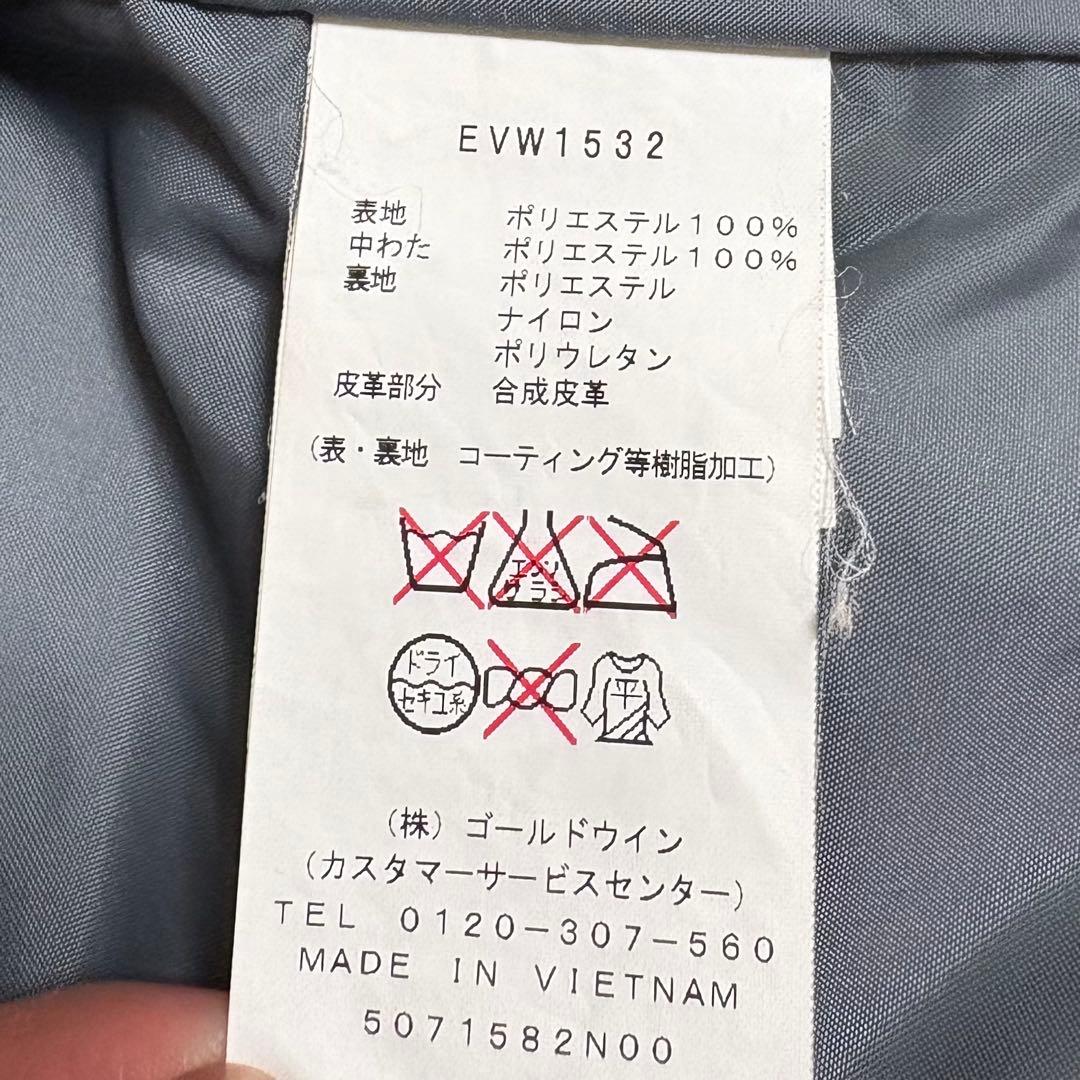 EVW1532
表地 ポリエステル100%
中わた ポリエステル100%
裏地 ポリエステル
ナイロン
ポリウレタン
皮革部分 合成皮革
(表・裏地 コーティング等樹脂加工)
エンソ
サラシ
ドライ
セキユ系
平
(株)ゴールドウイン
(カスタマーサービスセンター)
TEL 0120-307-560
MADE IN VIETNAM
5071582N00